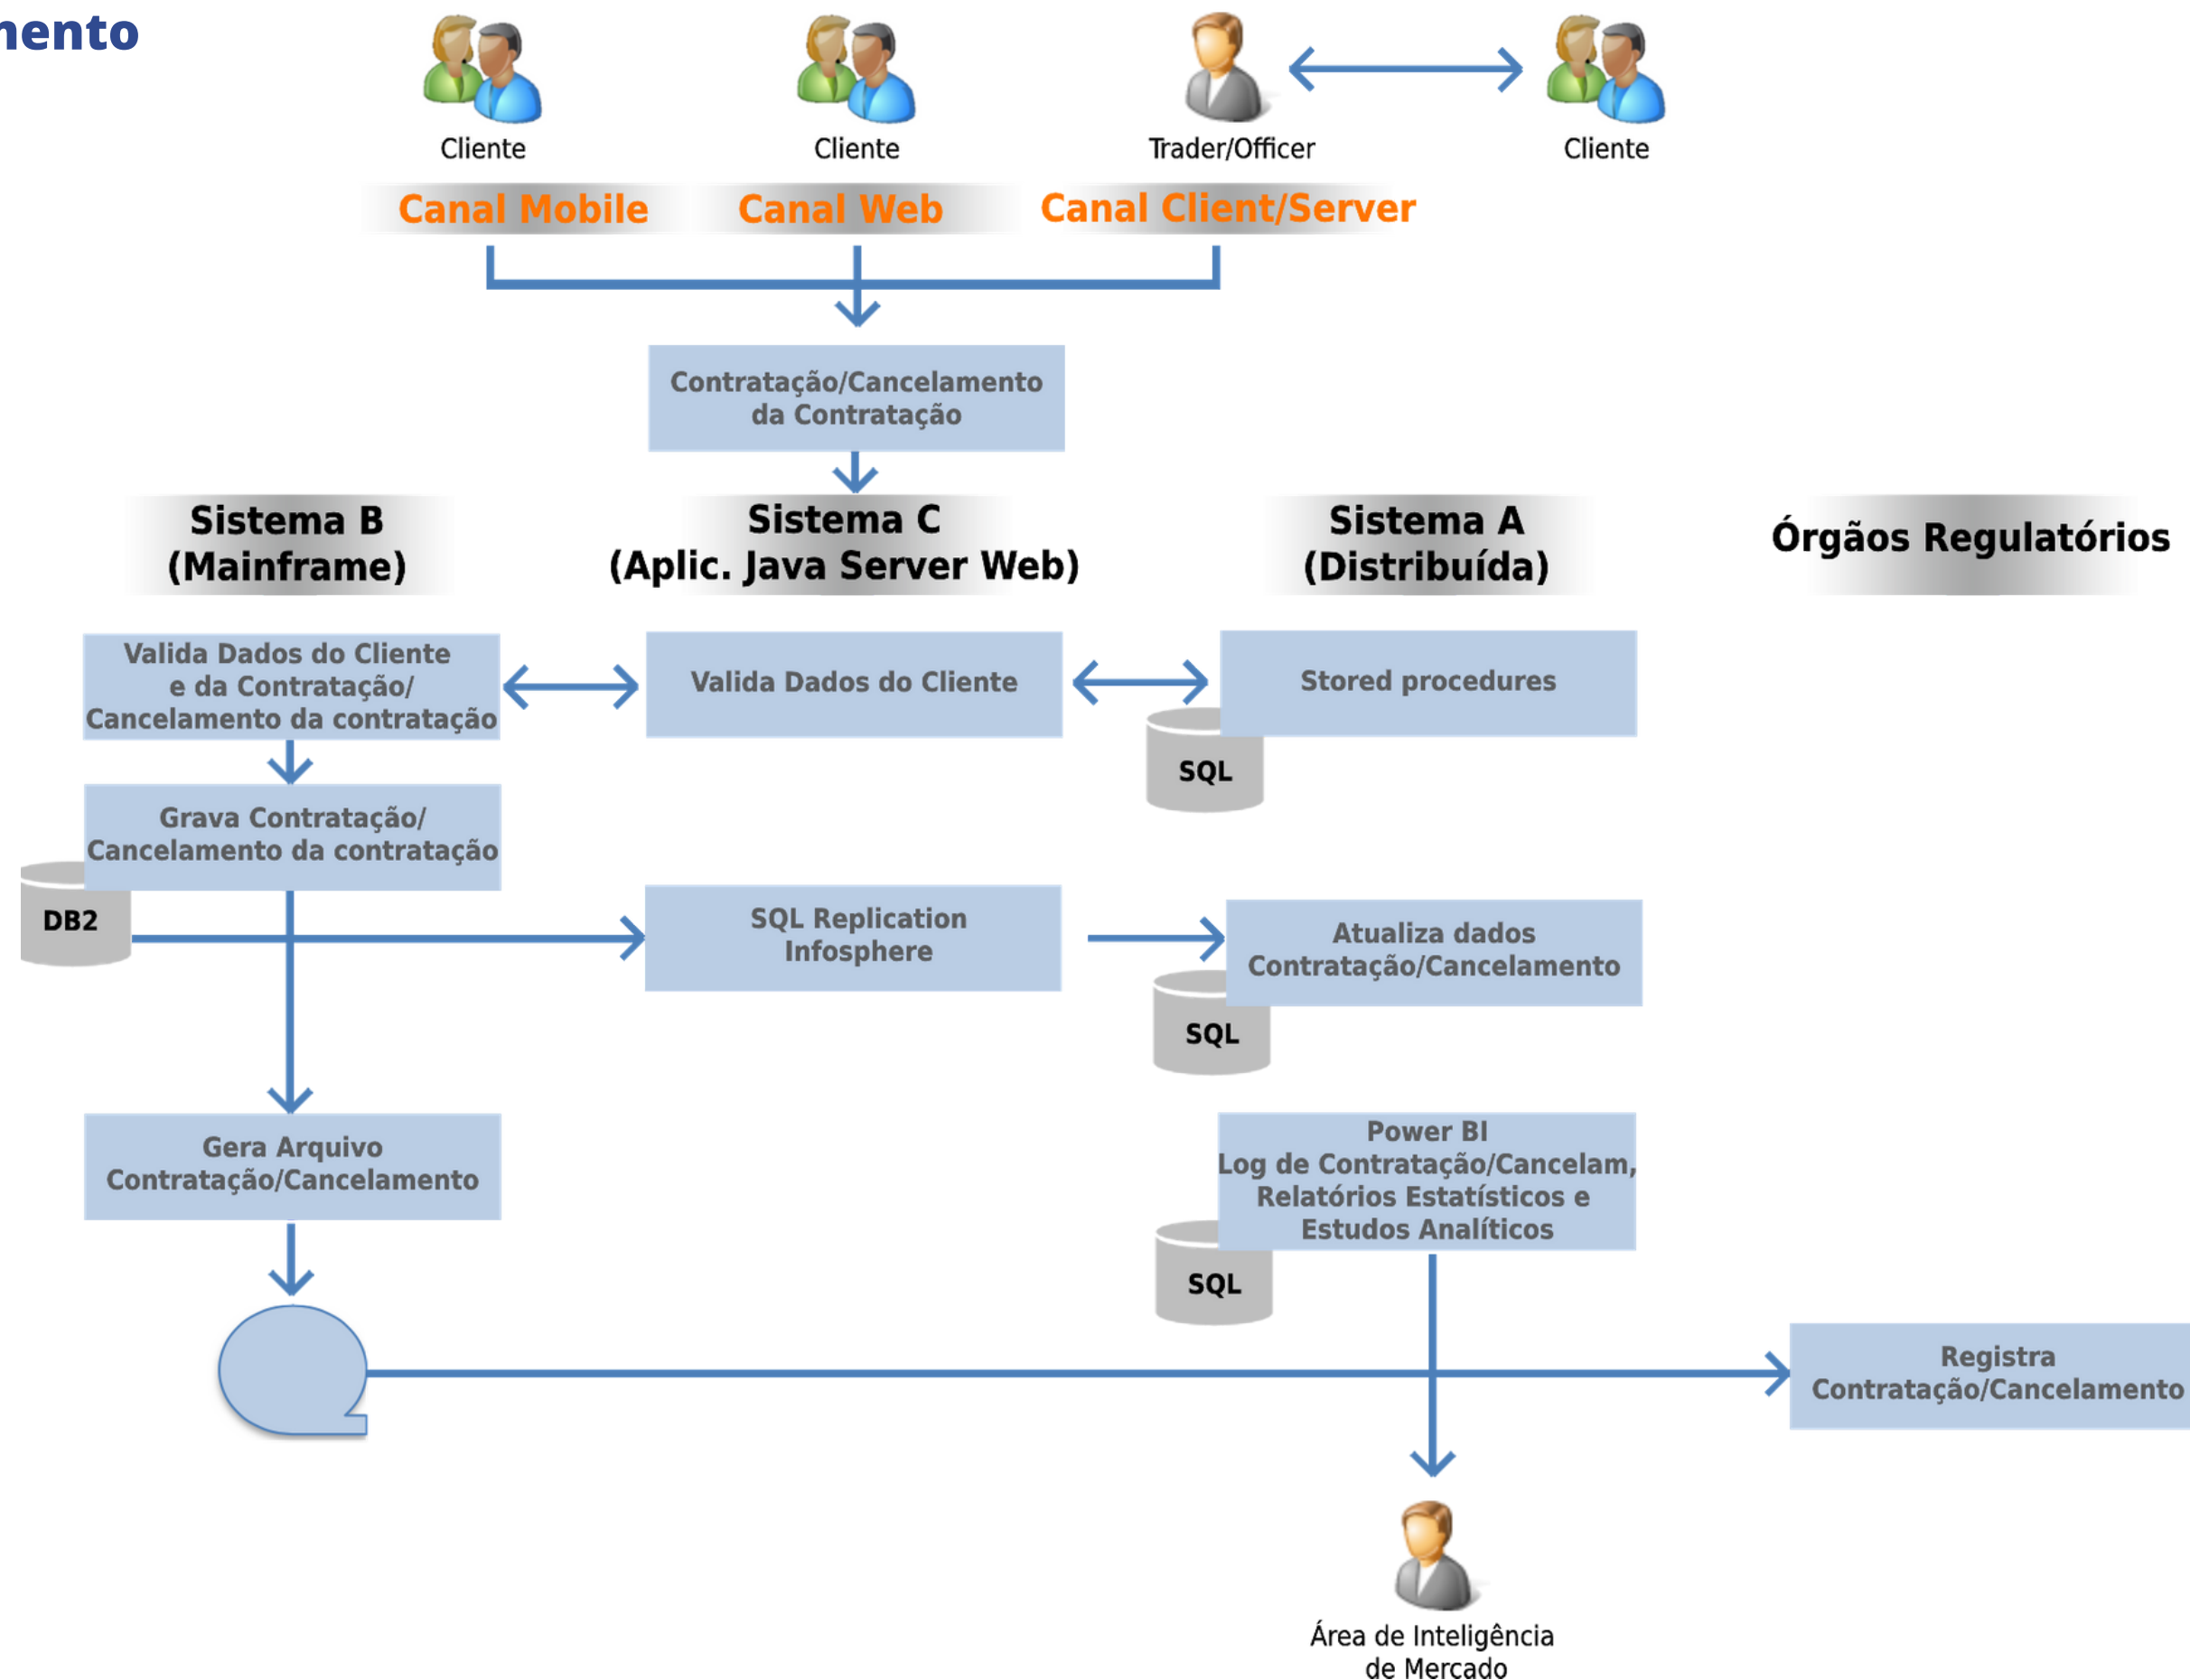 mento
Cliente
Cliente
Trader/Officer
Cliente
Canal Mobile
Canal Web
Canal Client/Server
Contratação/Cancelamento
da Contratação
Sistema B
(Mainframe)
Sistema C
(Aplic. Java Server Web)
Sistema A
(Distribuída)
Órgãos Regulatórios
Valida Dados do Cliente
e da Contratação/
Cancelamento da contratação
Valida Dados do Cliente
Stored procedures
SQL
Grava Contratação/
Cancelamento da contratação
DB2
SQL Replication
Infosphere
Atualiza dados
Contratação/Cancelamento
SQL
Gera Arquivo
Contratação/Cancelamento
Power BI
Log de Contratação/Cancelam,
Relatórios Estatísticos e
Estudos Analíticos
SQL
Registra
Contratação/Cancelamento
Área de Inteligência
de Mercado